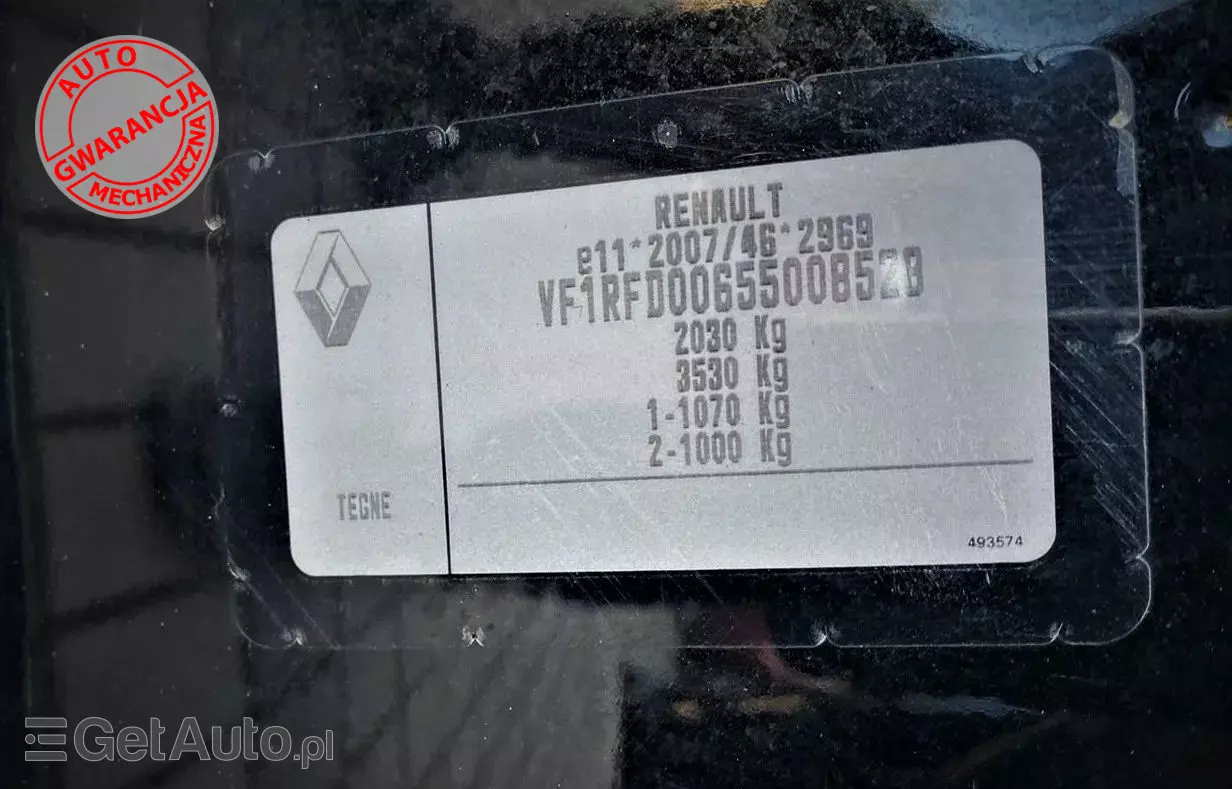 AUTO
GWARANCJA
MECHANICZNA
RENAULT
e11*2007/46*2969
VF1RFD00655008528
2030 Kg
3530 Kg
1-1070 Kg
2-1000 Kg
TEGNE
493574
GetAuto.pl